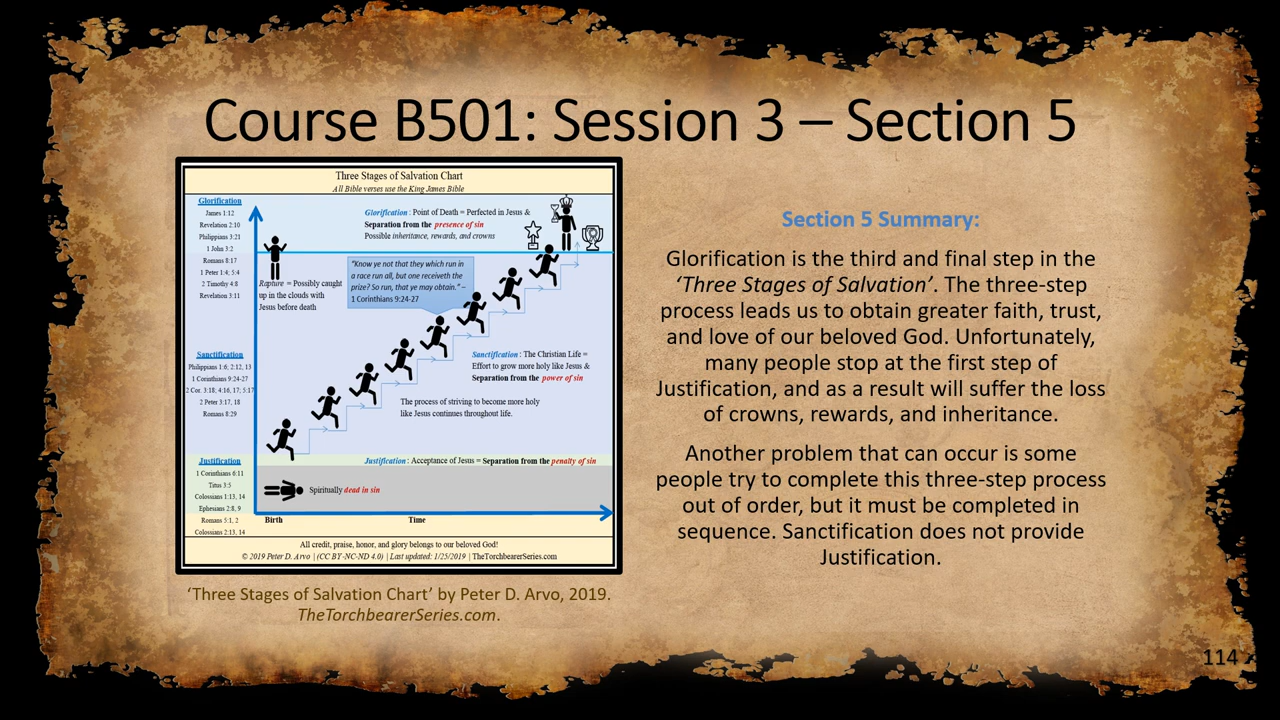 Course B501: Session 3 – Section 5
Three Stages of Salvation Chart
All Bible verses use the King James Bible
Glorification
James 1:12
Revelation 2:10
Philippians 3:21
1 John 3:2
Romans 8:17
1 Peter 1:4; 5:4
2 Timothy 4:8
Revelation 3:11
Sanctification
Philippians 1:6; 2:12, 13
1 Corinthians 9:24-27
2 Cor. 3:18; 4:16, 17; 5:17
2 Peter 3:17, 18
Romans 8:29
Justification
1 Corinthians 6:11
Titus 3:5
Colossians 1:13, 14
Ephesians 2:8, 9
Romans 5:1, 2
Colossians 2:13, 14
Glorification: Point of Death = Perfected in Jesus &
Separation from the presence of sin
Possible inheritance, rewards, and crowns
Rapture = Possibly caught
up in the clouds with
Jesus before death
"Know ye not that they which run in
a race run all, but one receiveth the
prize? So run, that ye may obtain." –
1 Corinthians 9:24-27
Sanctification: The Christian Life =
Effort to grow more holy like Jesus &
Separation from the power of sin
The process of striving to become more holy
like Jesus continues throughout life.
Justification: Acceptance of Jesus = Separation from the penalty of sin
Spiritually dead in sin
Birth
Time
All credit, praise, honor, and glory belongs to our beloved God!
© 2019 Peter D. Arvo | (CC BY-NC-ND 4.0) | Last updated: 1/25/2019 | TheTorchbearerSeries.com
'Three Stages of Salvation Chart' by Peter D. Arvo, 2019.
TheTorchbearerSeries.com.
Section 5 Summary:
Glorification is the third and final step in the
'Three Stages of Salvation'. The three-step
process leads us to obtain greater faith, trust,
and love of our beloved God. Unfortunately,
many people stop at the first step of
Justification, and as a result will suffer the loss
of crowns, rewards, and inheritance.
Another problem that can occur is some
people try to complete this three-step process
out of order, but it must be completed in
sequence. Sanctification does not provide
Justification.
114